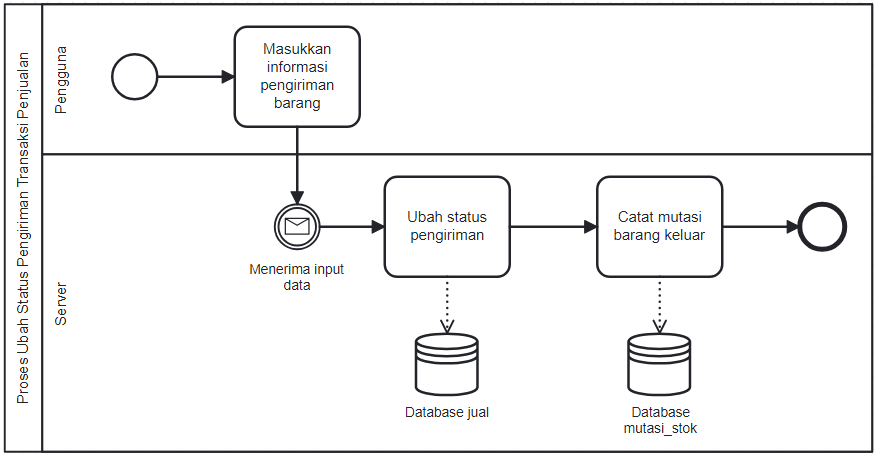 Proses Ubah Status Pengiriman Transaksi Penjualan
Pengguna
Masukkan
informasi
pengiriman
barang
Server
Menerima input
data
Ubah status
pengiriman
Catat mutasi
barang keluar
Database jual
Database
mutasi_stok